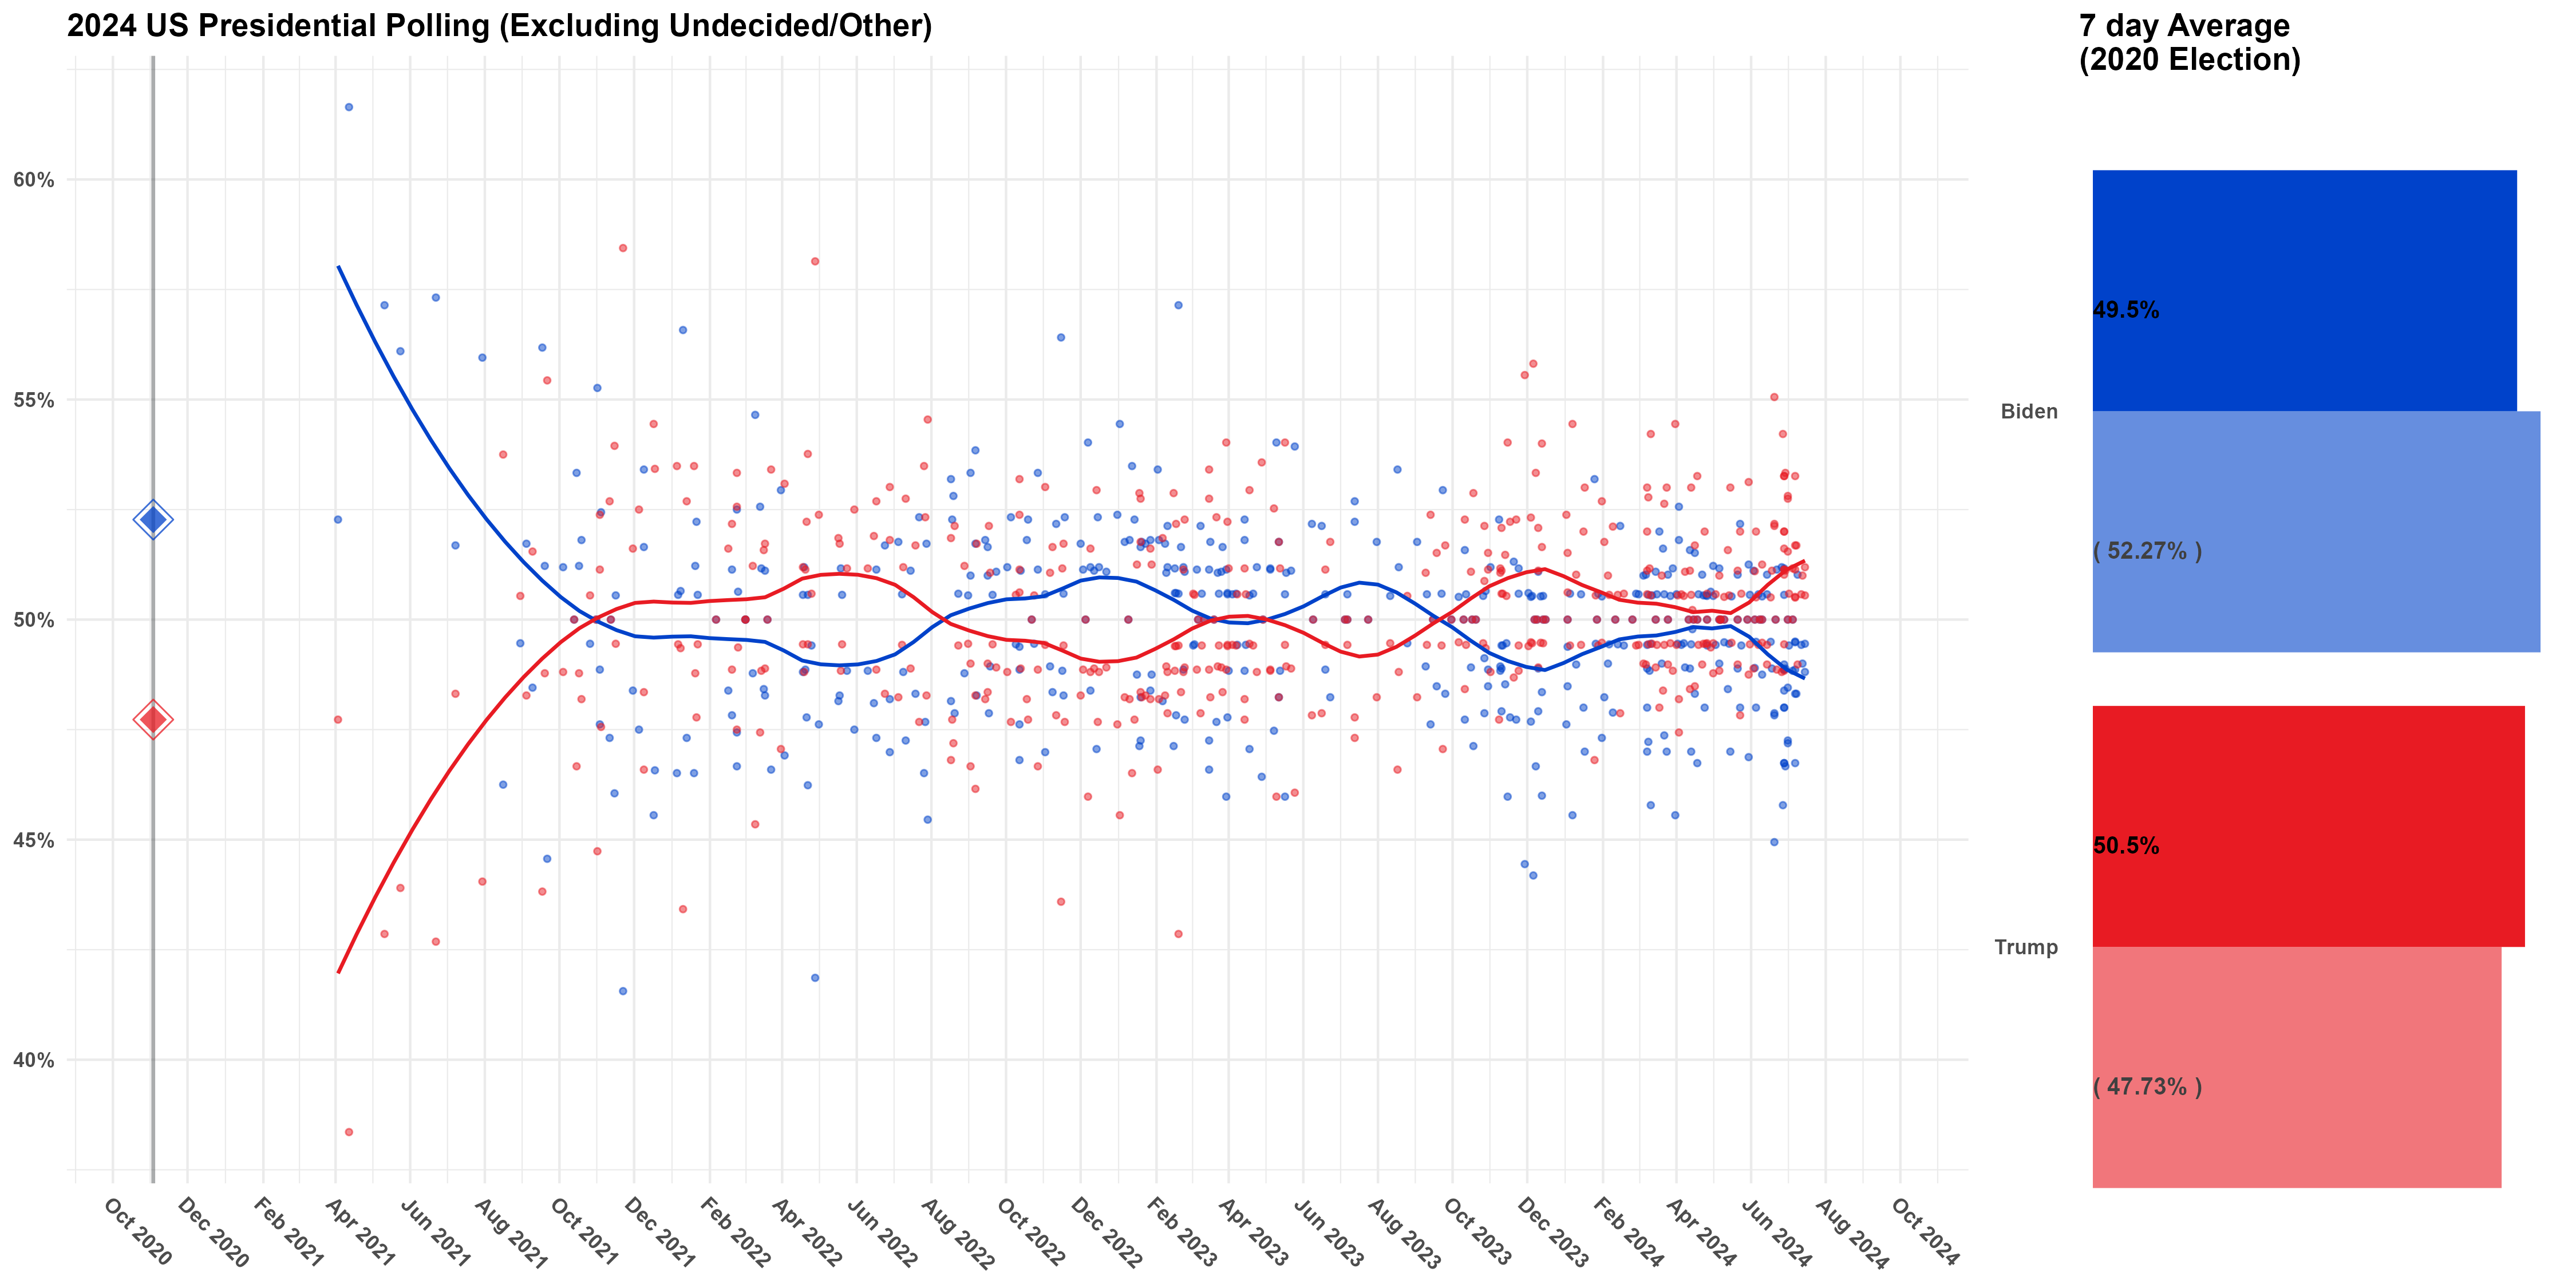 2024 US Presidential Polling (Excluding Undecided/Other)
7 day Average
(2020 Election)
60%
55%
50%
45%
40%
Oct 2020
Dec 2020
Feb 2021
Apr 2021
Jun 2021
Aug 2021
Oct 2021
Dec 2021
Feb 2022
Apr 2022
Jun 2022
Aug 2022
Oct 2022
Dec 2022
Feb 2023
Apr 2023
Jun 2023
Aug 2023
Oct 2023
Dec 2023
Feb 2024
Apr 2024
Jun 2024
Aug 2024
Oct 2024
Biden
49.5%
( 52.27% )
Trump
50.5%
( 47.73% )